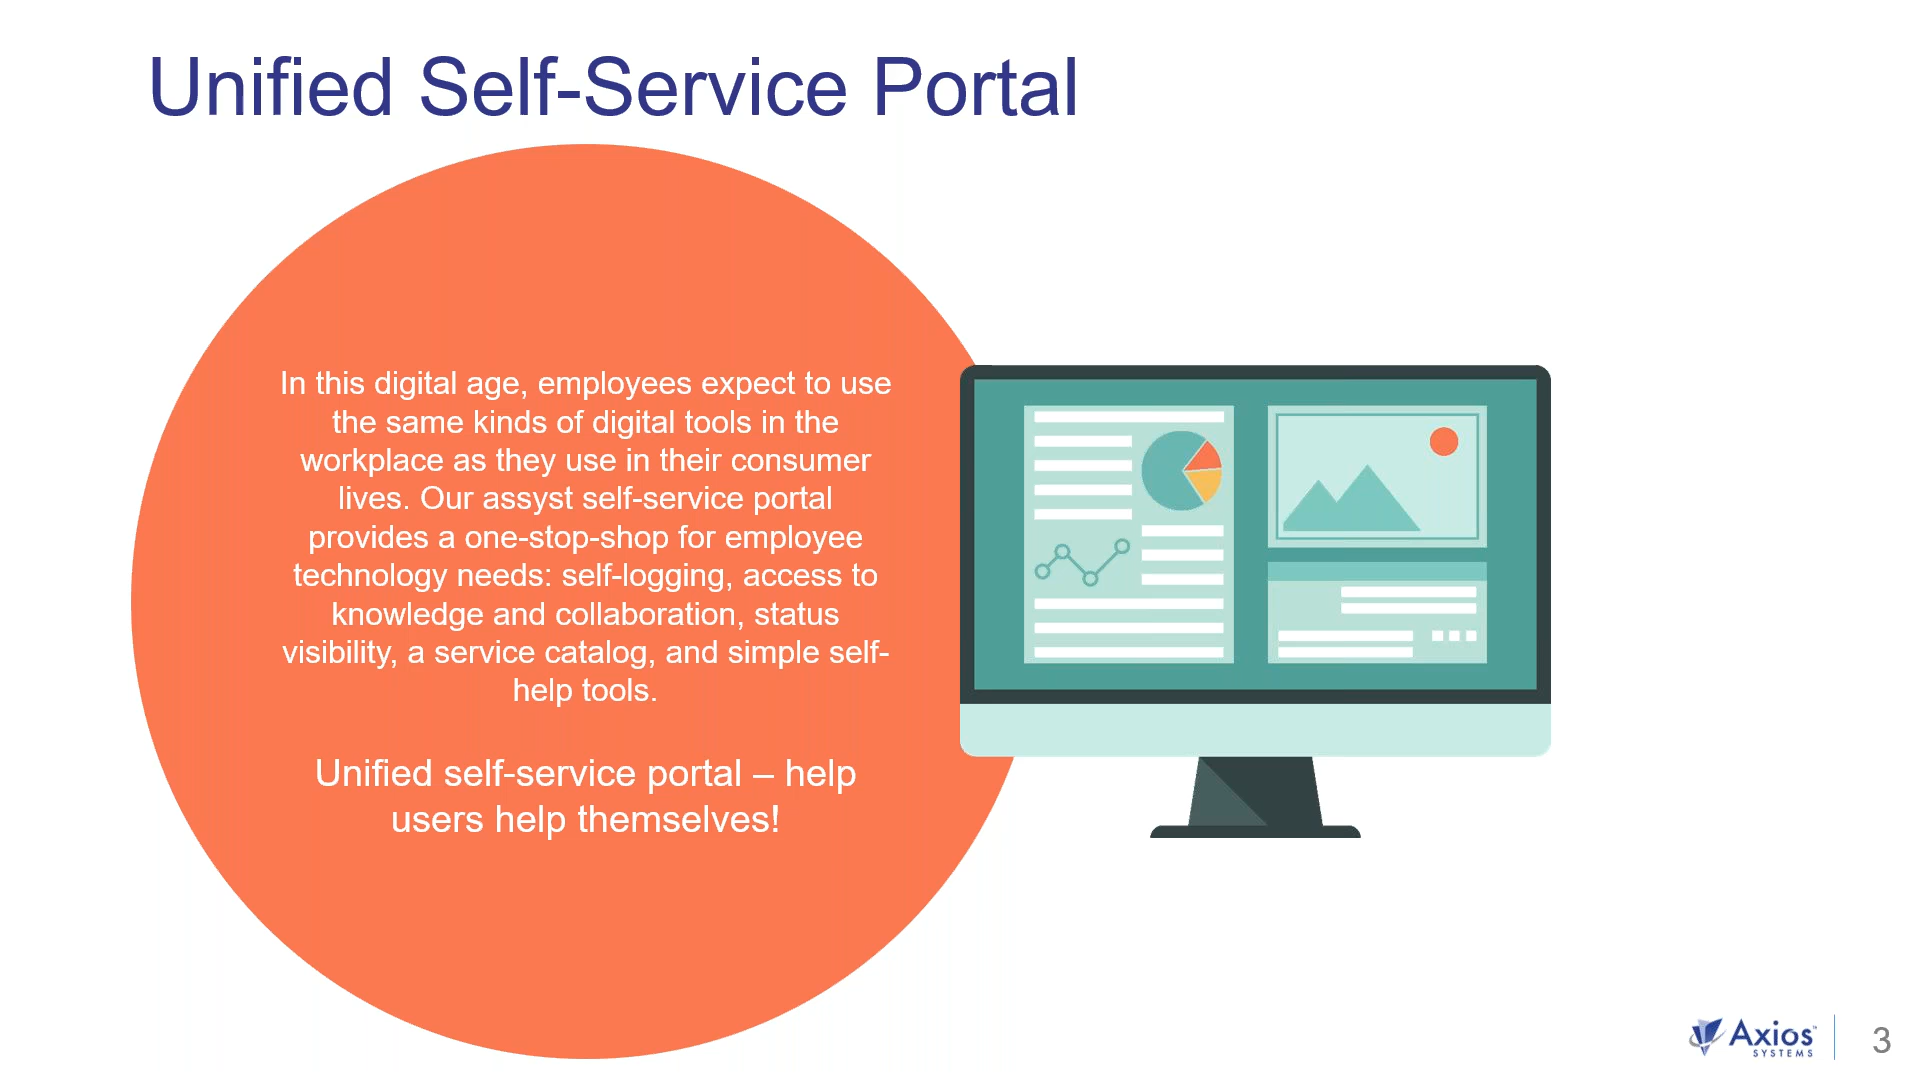 Unified Self-Service Portal
In this digital age, employees expect to use
the same kinds of digital tools in the
workplace as they use in their consumer
lives. Our assyst self-service portal
provides a one-stop-shop for employee
technology needs: self-logging, access to
knowledge and collaboration, status
visibility, a service catalog, and simple self-
help tools.
Unified self-service portal – help
users help themselves!
Axios™
SYSTEMS
3